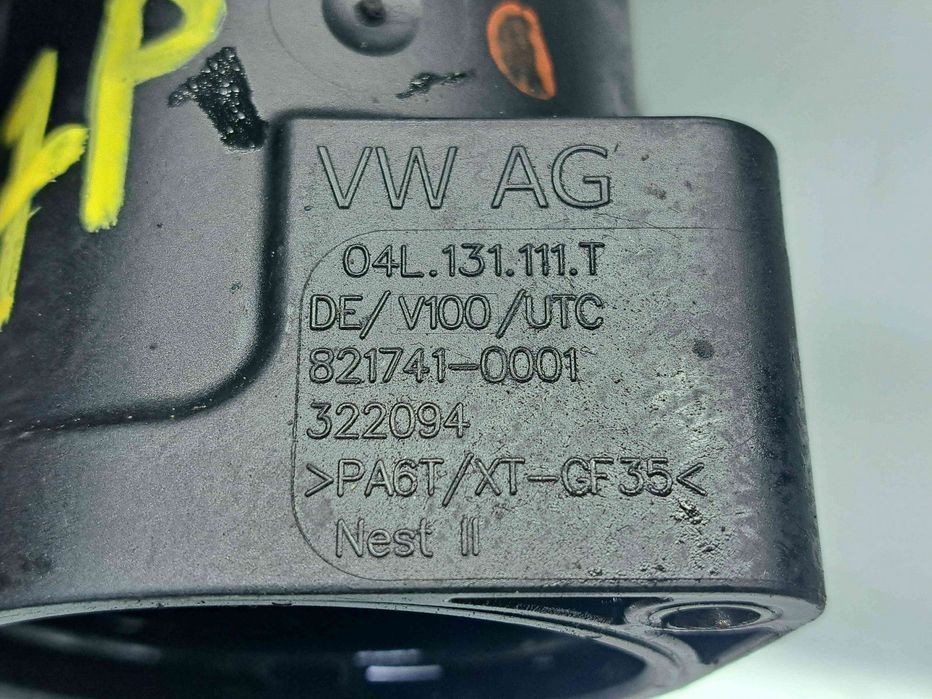 VW AG
04L.131.111.T
DE/V100/UTC
821741-0001
322094
>PA6T/XT-GF35<
Nest II